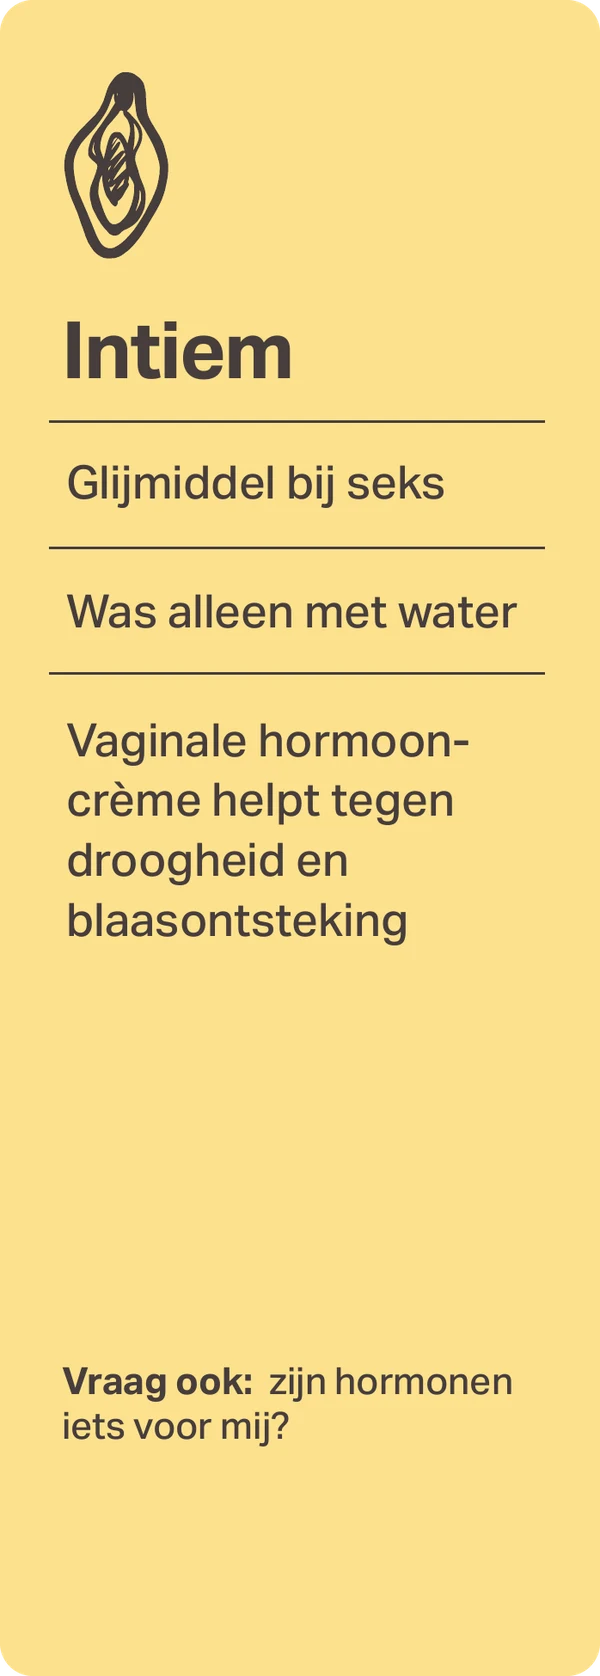 Intiem
Glijmiddel bij seks
Was alleen met water
Vaginale hormoon-
crème helpt tegen
droogheid en
blaasontsteking
Vraag ook: zijn hormonen
iets voor mij?